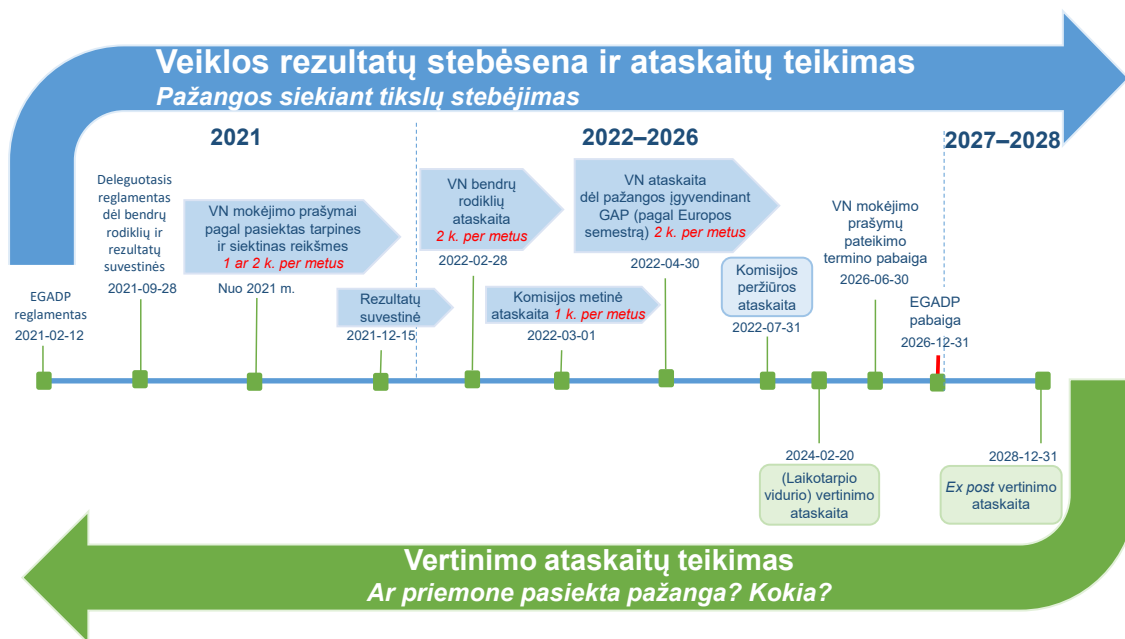 Veiklos rezultatų stebėsena ir ataskaitų teikimas
Pažangos siekiant tikslų stebėjimas
2021
2022–2026
2027–2028
EGADP
reglamentas
2021-02-12
Deleguotasis
reglamentas
dėl bendrų
rodiklių ir
rezultatų
suvestinės
2021-09-28
VN mokėjimo prašymai
pagal pasiektas tarpines
ir siektinas reikšmes
1 ar 2 k. per metus
Nuo 2021 m.
Rezultatų
suvestinė
2021-12-15
VN bendrų
rodiklių
ataskaita
2 k. per metus
2022-02-28
Komisijos metinė
ataskaita 1 k. per metus
2022-03-01
VN ataskaita
dėl pažangos įgyvendinant
GAP (pagal Europos
semestrą) 2 k. per metus
2022-04-30
Komisijos
peržiūros
ataskaita
2022-07-31
VN mokėjimo
prašymų
pateikimo
termino pabaiga
2026-06-30
EGADP
pabaiga
2026-12-31
2024-02-20
(Laikotarpio
vidurio) vertinimo
ataskaita
2028-12-31
Ex post vertinimo
ataskaita
Vertinimo ataskaitų teikimas
Ar priemone pasiekta pažanga? Kokia?